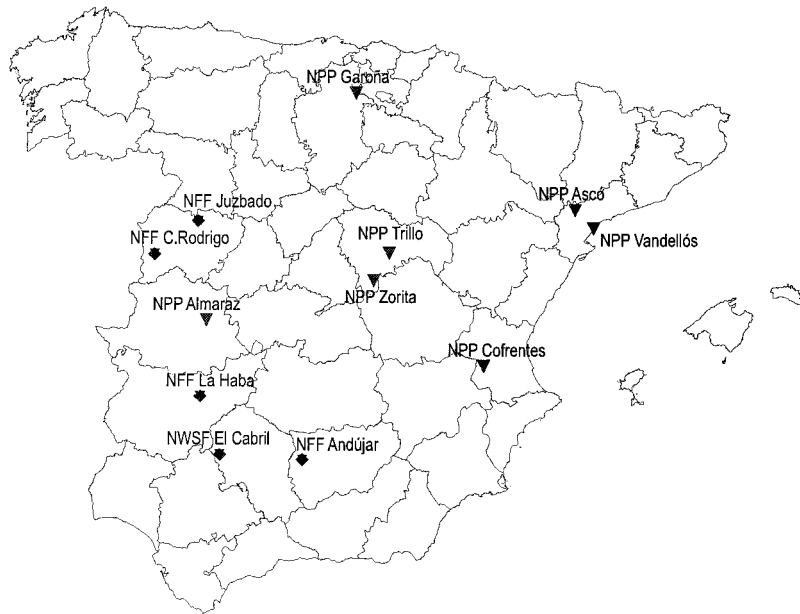 NPP Garoña
NPP Ascó
NFF Juzbado
NFF C.Rodrigo
NPP Trillo
NPP Vandellós
NPP Zorita
NPP Almaraz
NPP Cofrentes
NFF La Haba
NWSF El Cabril
NFF Andújar